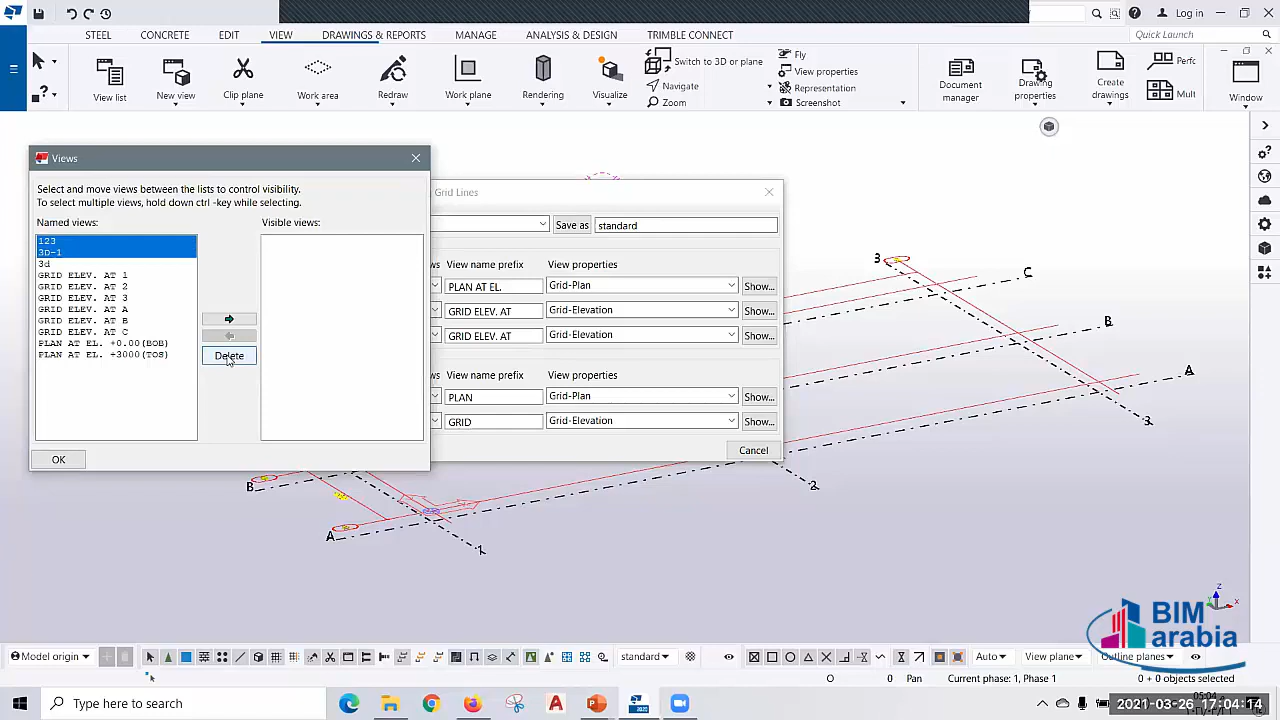 Log in
STEEL CONCRETE EDIT VIEW DRAWINGS & REPORTS MANAGE ANALYSIS & DESIGN TRIMBLE CONNECT
Quick Launch
View list
New view
Clip plane
Work area
Redraw
Work plane
Rendering
Visualize
Switch to 3D or plane
Navigate
Zoom
Fly
View properties
Representation
Screenshot
Document manager
Drawing properties
Create drawings
Perfc
Mult
Window
Views
Select and move views between the lists to control visibility.
To select multiple views, hold down ctrl -key while selecting.
Named views:
Visible views:
123
3D-1
3d
GRID ELEV. AT 1
GRID ELEV. AT 2
GRID ELEV. AT 3
GRID ELEV. AT A
GRID ELEV. AT B
GRID ELEV. AT C
PLAN AT EL. +0.00(BOB)
PLAN AT EL. +3000(TOS)
Delete
OK
Grid Lines
Save as
standard
ws View name prefix View properties
PLAN AT EL. Grid-Plan Show...
GRID ELEV. AT Grid-Elevation Show...
GRID ELEV. AT Grid-Elevation Show...
ws View name prefix View properties
PLAN Grid-Plan Show...
GRID Grid-Elevation Show...
Cancel
3
C
B
A
3
2
B
A
1
z
x
BIM
arabia
Model origin
standard
Auto
View plane
Outline planes
O 0 Pan Current phase: 1, Phase 1 0 + 0 objects selected
Type here to search
2021-03-26 17:04:14